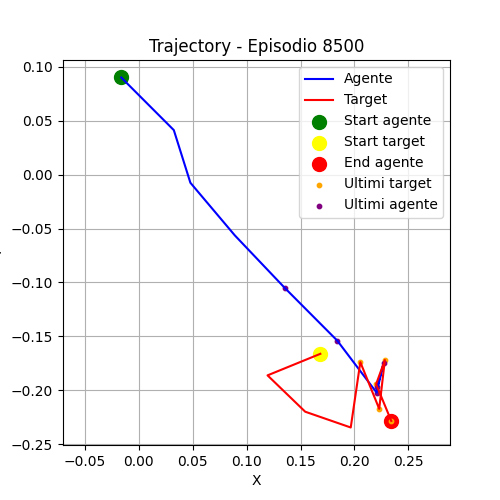 Trajectory - Episodio 8500
Agente
Target
Start agente
Start target
End agente
Ultimi target
Ultimi agente
0.10
0.05
0.00
−0.05
−0.10
−0.15
−0.20
−0.25
−0.05 0.00 0.05 0.10 0.15 0.20 0.25
X